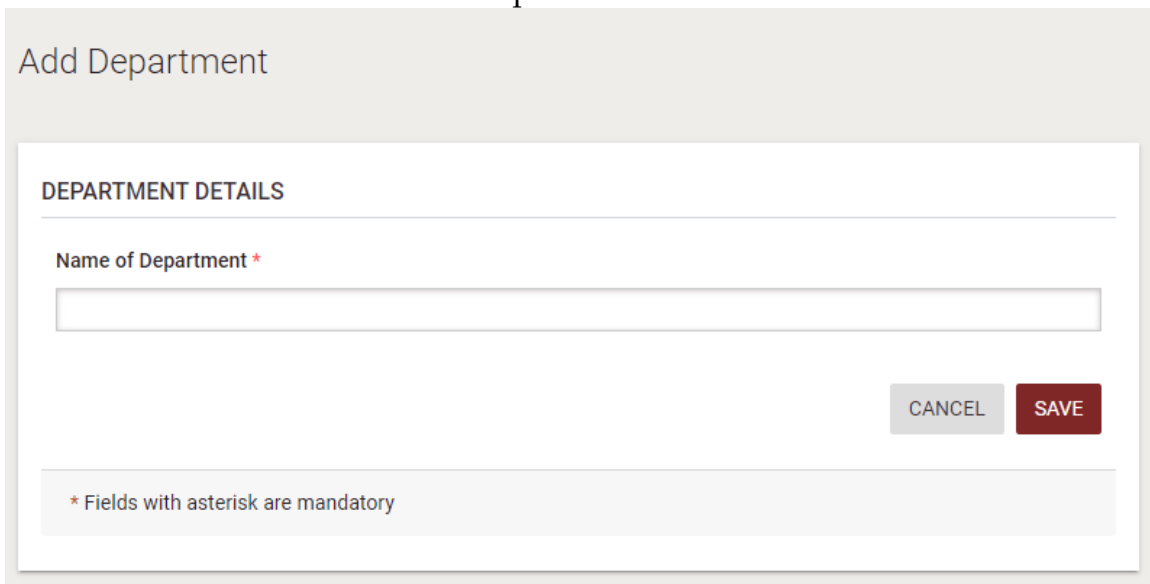 Add Department
DEPARTMENT DETAILS
Name of Department *
CANCEL SAVE
* Fields with asterisk are mandatory